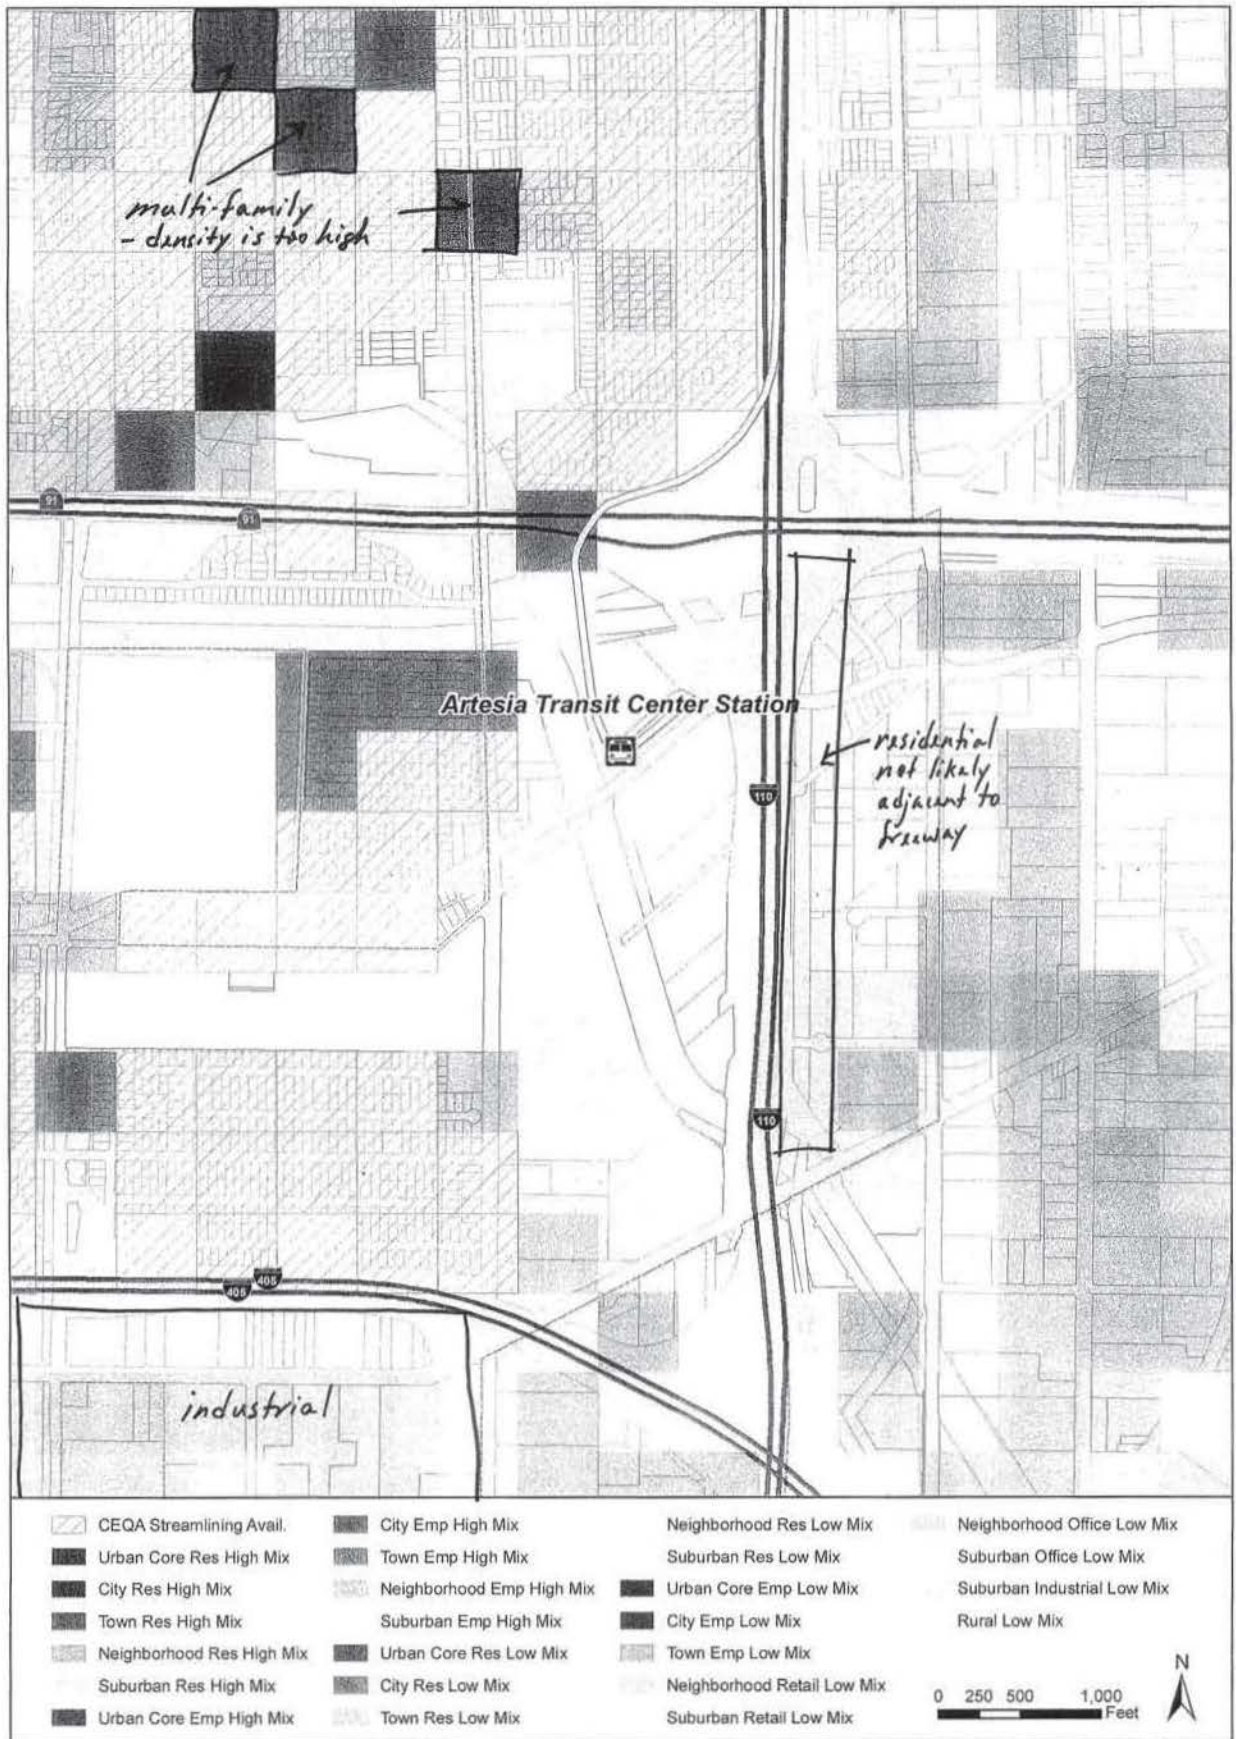 multi-family
- density is too high
91
91
Artesia Transit Center Station
residential
not likely
adjacent to
freeway
110
110
405
405
industrial
CEQA Streamlining Avail.
Urban Core Res High Mix
City Res High Mix
Town Res High Mix
Neighborhood Res High Mix
Suburban Res High Mix
Urban Core Emp High Mix
City Emp High Mix
Town Emp High Mix
Neighborhood Emp High Mix
Suburban Emp High Mix
Urban Core Res Low Mix
City Res Low Mix
Town Res Low Mix
Neighborhood Res Low Mix
Suburban Res Low Mix
Urban Core Emp Low Mix
City Emp Low Mix
Town Emp Low Mix
Neighborhood Retail Low Mix
Suburban Retail Low Mix
Neighborhood Office Low Mix
Suburban Office Low Mix
Suburban Industrial Low Mix
Rural Low Mix
N
0 250 500 1,000
Feet